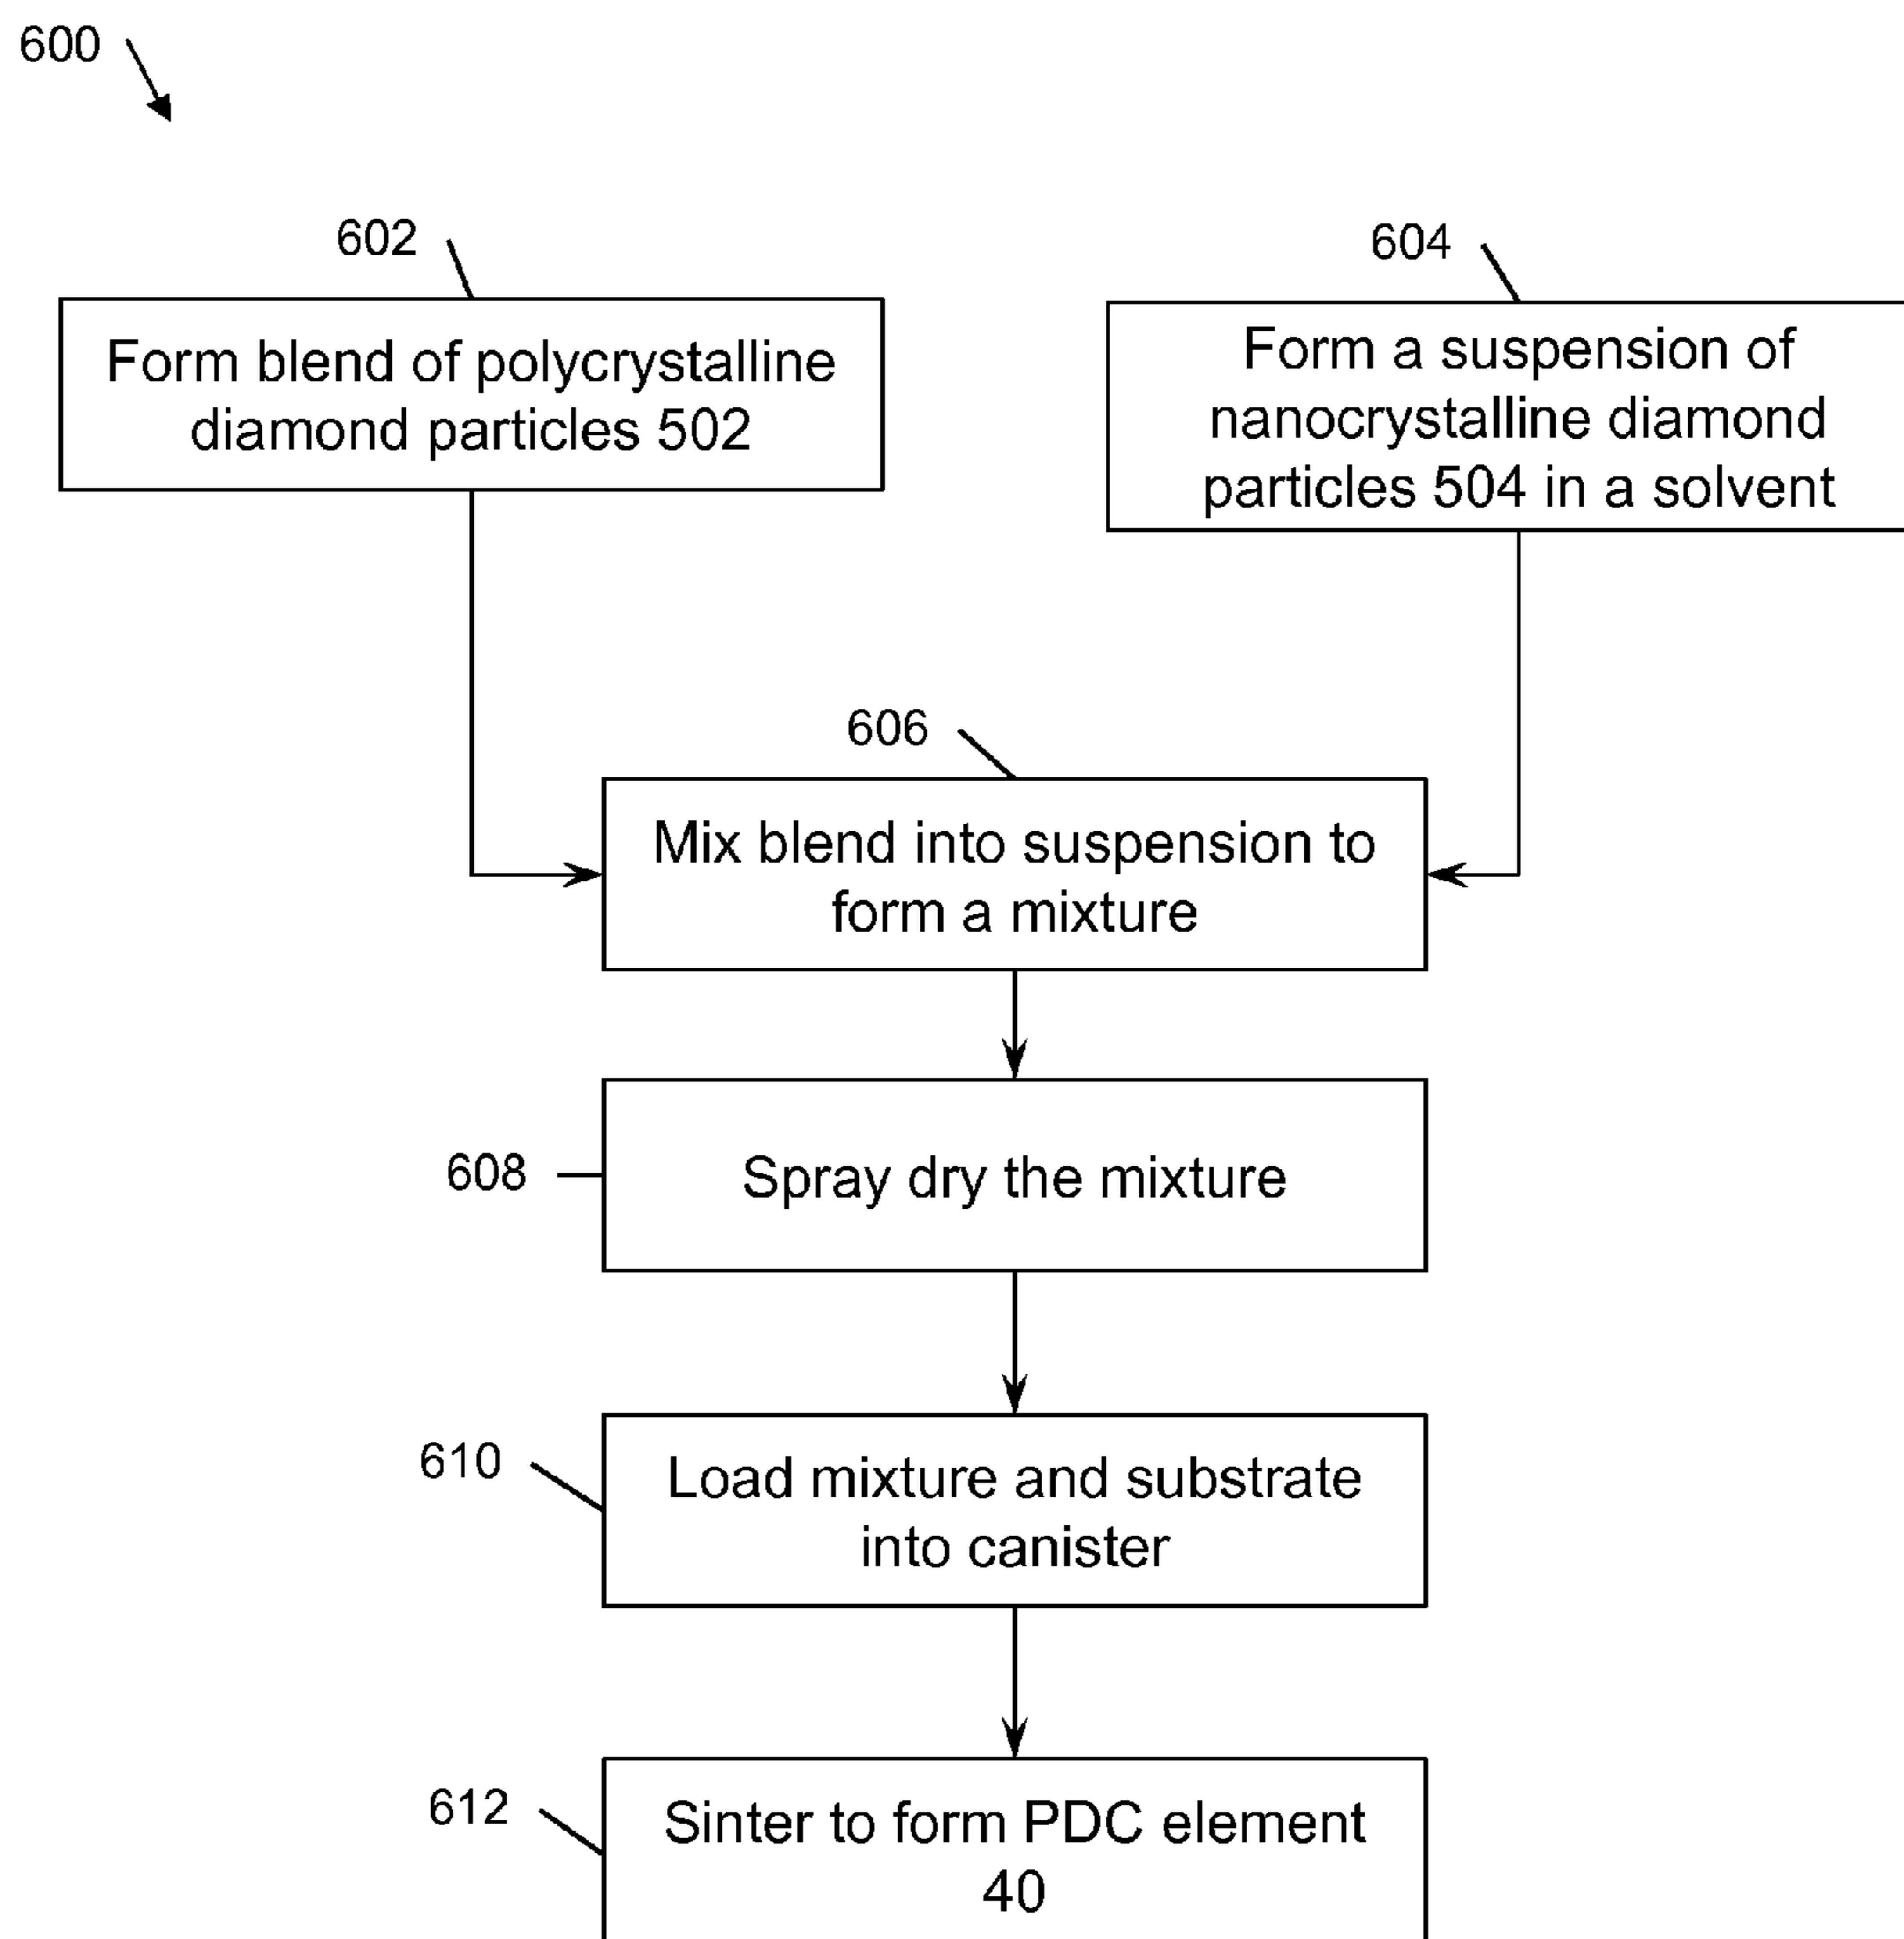 600
602
Form blend of polycrystalline
diamond particles 502
604
Form a suspension of
nanocrystalline diamond
particles 504 in a solvent
606
Mix blend into suspension to
form a mixture
608
Spray dry the mixture
610
Load mixture and substrate
into canister
612
Sinter to form PDC element
40